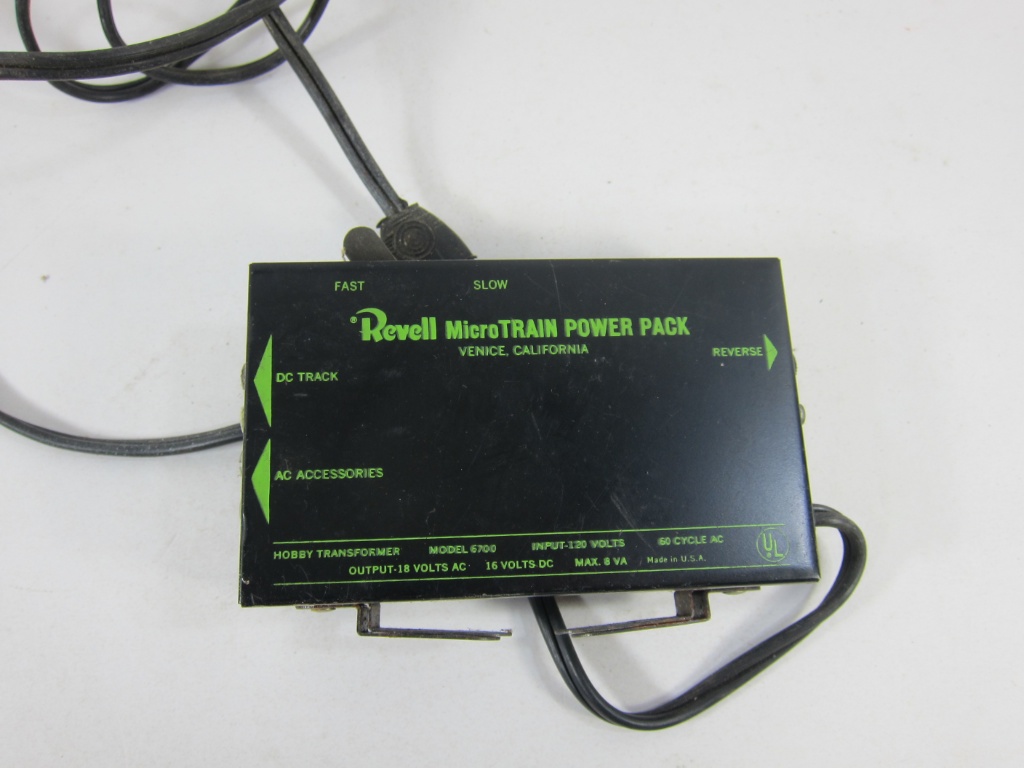 FAST SLOW
® Revell MicroTRAIN POWER PACK
VENICE, CALIFORNIA
REVERSE
DC TRACK
AC ACCESSORIES
HOBBY TRANSFORMER MODEL 6700 INPUT-120 VOLTS 60 CYCLE AC
OUTPUT-18 VOLTS AC 16 VOLTS DC MAX. 8 VA Made in U.S.A.
UL